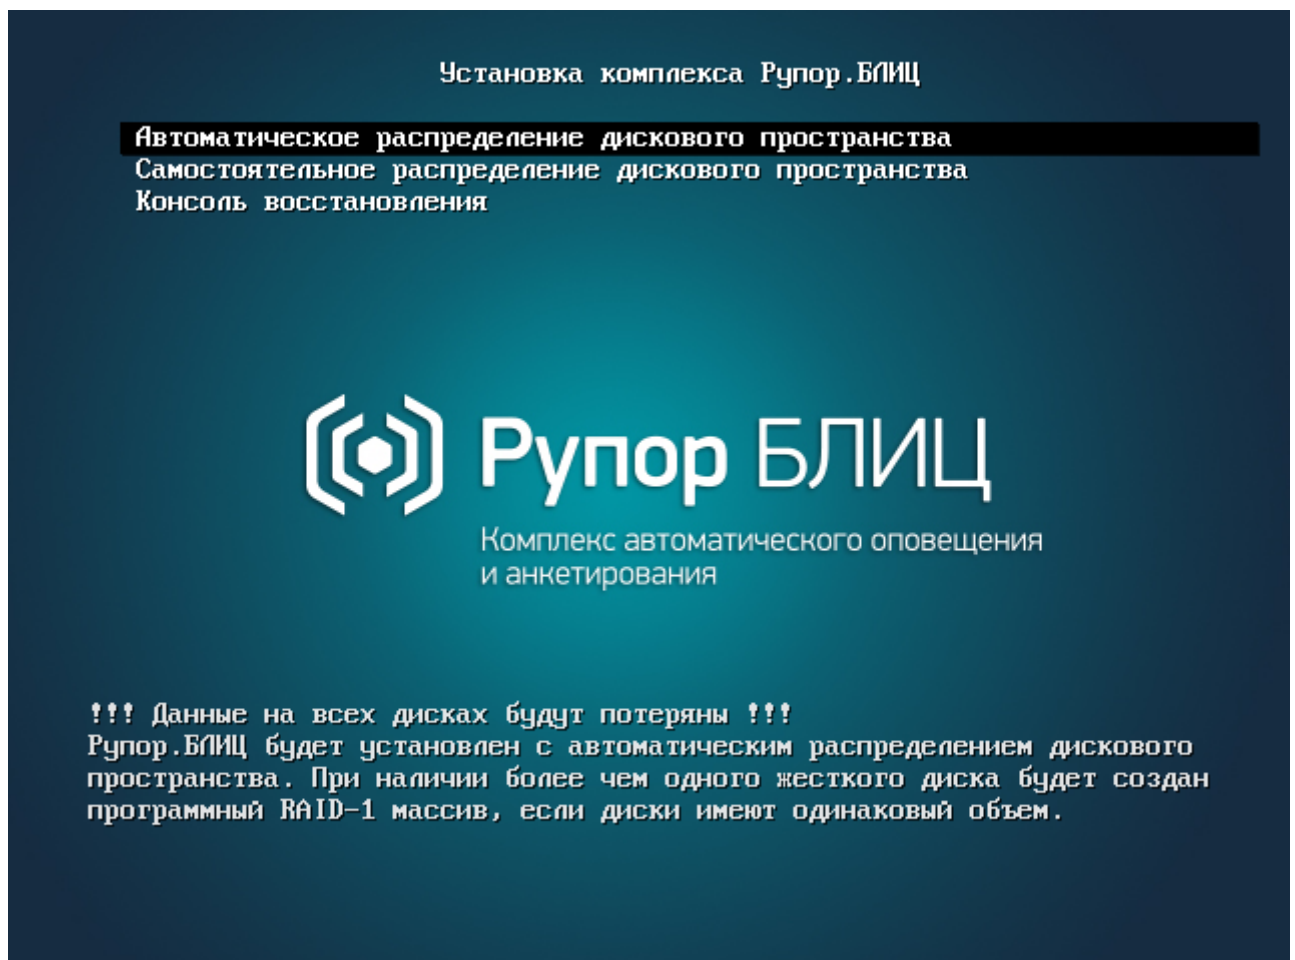 Установка комплекса Рупор.БЛИЦ
Автоматическое распределение дискового пространства
Самостоятельное распределение дискового пространства
Консоль восстановления
Рупор БЛИЦ
Комплекс автоматического оповещения
и анкетирования
!!! Данные на всех дисках будут потеряны !!!
Рупор.БЛИЦ будет установлен с автоматическим распределением дискового
пространства. При наличии более чем одного жесткого диска будет создан
программный RAID-1 массив, если диски имеют одинаковый объем.